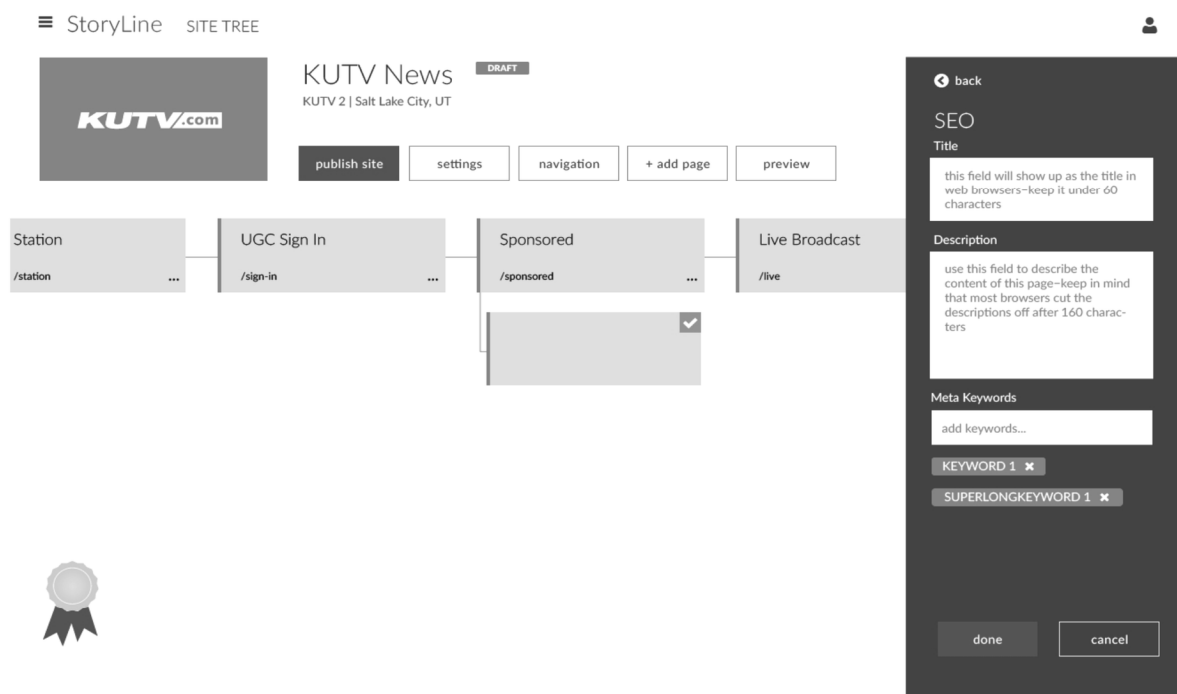 StoryLine SITE TREE
KUTV.com
KUTV News DRAFT
KUTV 2 | Salt Lake City, UT
publish site settings navigation + add page preview
Station
/station ...
UGC Sign In
/sign-in ...
Sponsored
/sponsored ...
Live Broadcast
/live
back
SEO
Title
this field will show up as the title in
web browsers–keep it under 60
characters
Description
use this field to describe the
content of this page–keep in mind
that most browsers cut the
descriptions off after 160 charac-
ters
Meta Keywords
add keywords...
KEYWORD 1 ✖
SUPERLONGKEYWORD 1 ✖
done cancel